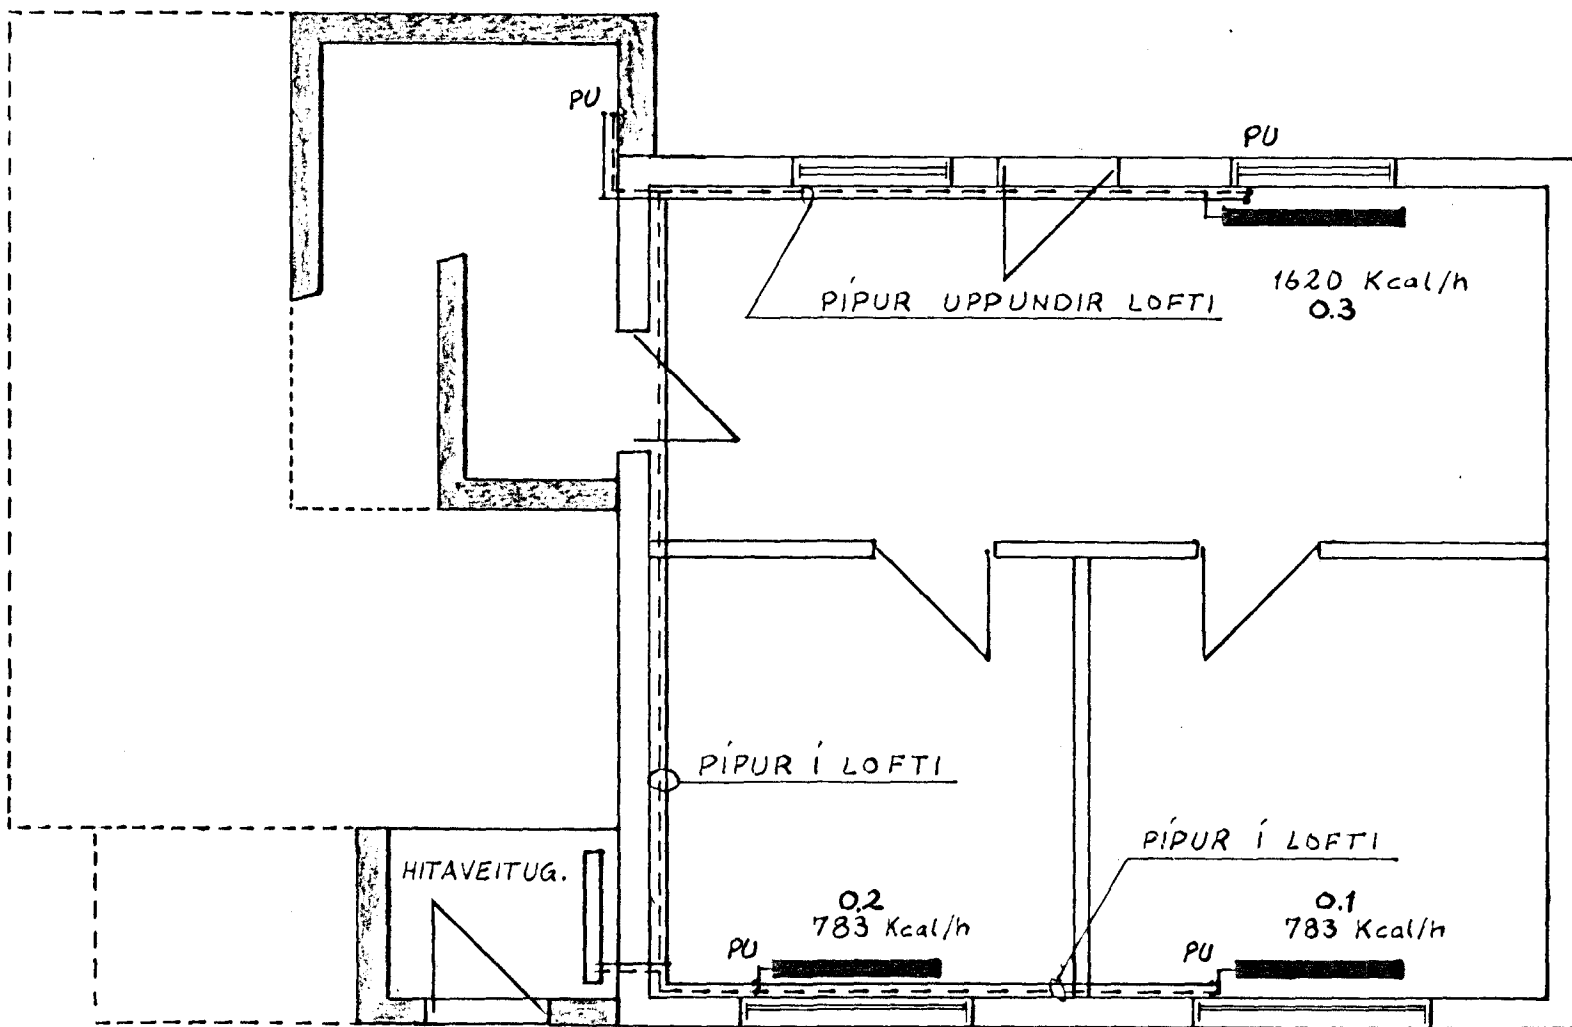 PU
PU
1620 Kcal/h
0.3
PÍPUR UPPUNDIR LOFTI
PÍPUR Í LOFTI
PÍPUR Í LOFTI
HITAVEITUG.
0.2
783 Kcal/h
0.1
783 Kcal/h
PU
PU